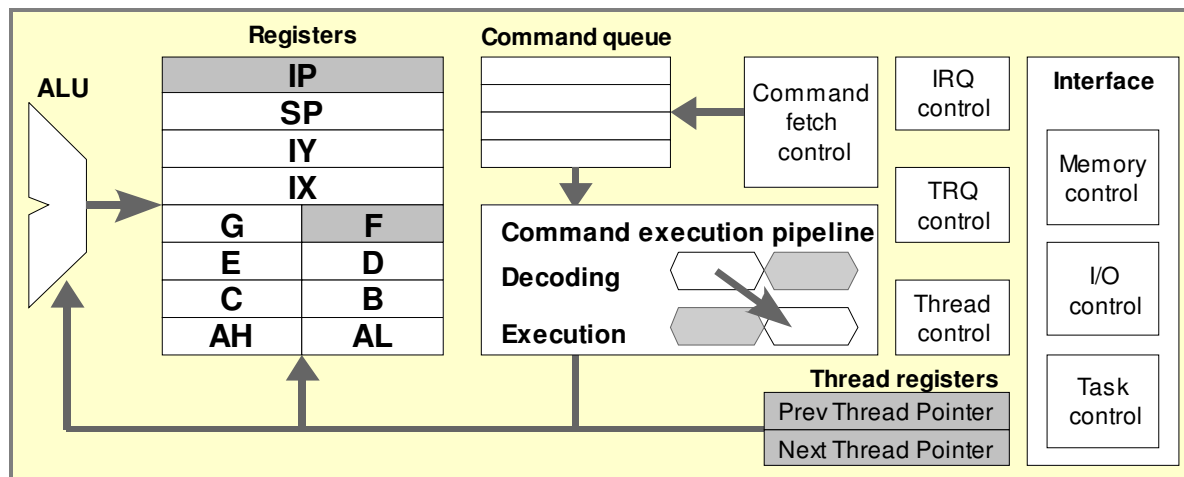 Registers
ALU
IP
SP
IY
IX
G
F
E
D
C
B
AH
AL
Command queue
Command
fetch
control
Command execution pipeline
Decoding
Execution
IRQ
control
TRQ
control
Thread
control
Thread registers
Prev Thread Pointer
Next Thread Pointer
Interface
Memory
control
I/O
control
Task
control